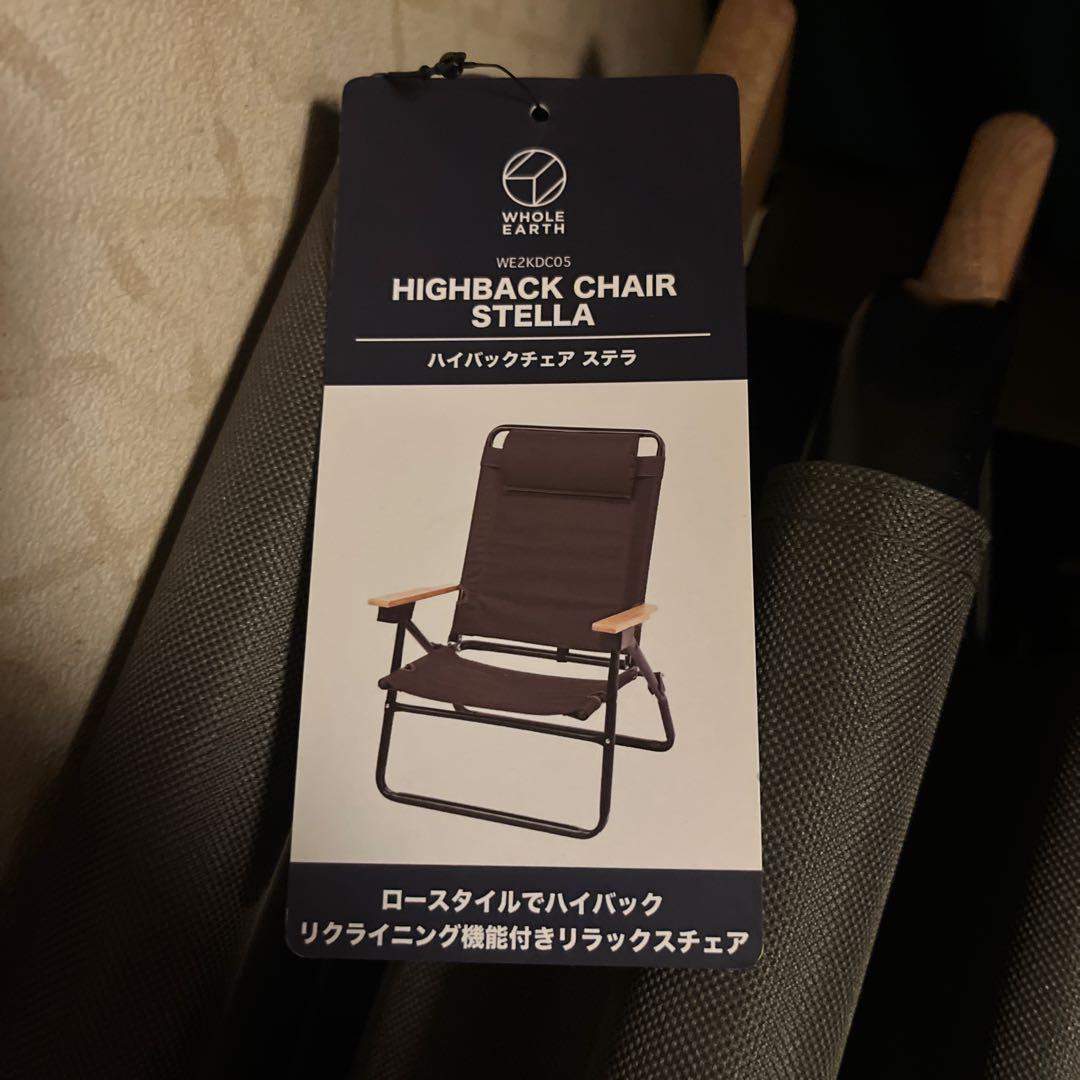 WHOLE
EARTH
WE2KDC05
HIGHBACK CHAIR
STELLA
ハイバックチェア ステラ
ロースタイルでハイバック
リクライニング機能付きリラックスチェア